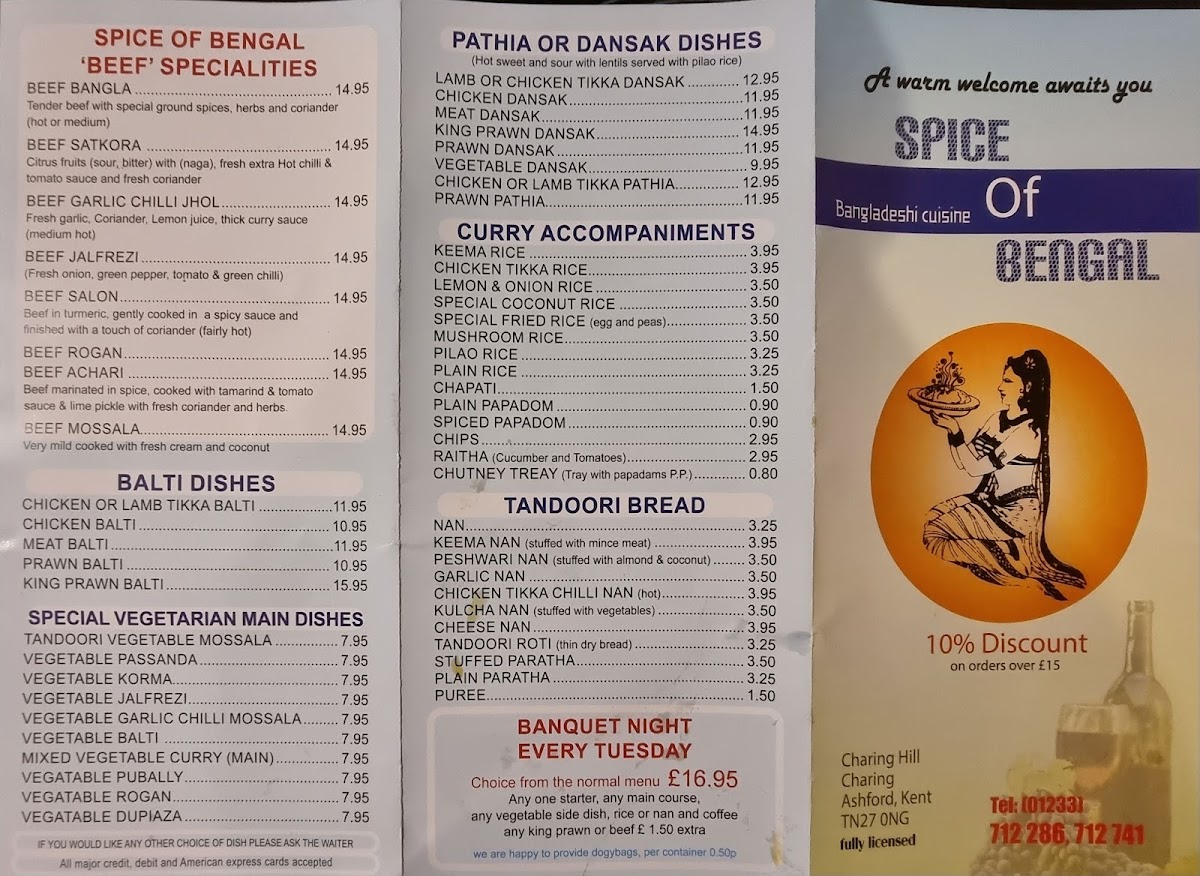 SPICE OF BENGAL
'BEEF' SPECIALITIES
BEEF BANGLA 14.95
Tender beef with special ground spices, herbs and coriander
(hot or medium)
BEEF SATKORA 14.95
Citrus fruits (sour, bitter) with (naga), fresh extra Hot chilli &
tomato sauce and fresh coriander
BEEF GARLIC CHILLI JHOL 14.95
Fresh garlic, Coriander, Lemon juice, thick curry sauce
(medium hot)
BEEF JALFREZI 14.95
(Fresh onion, green pepper, tomato & green chilli)
BEEF SALON 14.95
Beef in turmeric, gently cooked in a spicy sauce and
finished with a touch of coriander (fairly hot)
BEEF ROGAN 14.95
BEEF ACHARI 14.95
Beef marinated in spice, cooked with tamarind & tomato
sauce & lime pickle with fresh coriander and herbs.
BEEF MOSSALA 14.95
Very mild cooked with fresh cream and coconut
BALTI DISHES
CHICKEN OR LAMB TIKKA BALTI 11.95
CHICKEN BALTI 10.95
MEAT BALTI 11.95
PRAWN BALTI 10.95
KING PRAWN BALTI 15.95
SPECIAL VEGETARIAN MAIN DISHES
TANDOORI VEGETABLE MOSSALA 7.95
VEGETABLE PASSANDA 7.95
VEGETABLE KORMA 7.95
VEGETABLE JALFREZI 7.95
VEGETABLE GARLIC CHILLI MOSSALA 7.95
VEGETABLE BALTI 7.95
MIXED VEGETABLE CURRY (MAIN) 7.95
VEGATABLE PUBALLY 7.95
VEGATABLE ROGAN 7.95
VEGATABLE DUPIAZA 7.95
IF YOU WOULD LIKE ANY OTHER CHOICE OF DISH PLEASE ASK THE WAITER
All major credit, debit and American express cards accepted
PATHIA OR DANSAK DISHES
(Hot sweet and sour with lentils served with pilao rice)
LAMB OR CHICKEN TIKKA DANSAK 12.95
CHICKEN DANSAK 11.95
MEAT DANSAK 11.95
KING PRAWN DANSAK 14.95
PRAWN DANSAK 11.95
VEGETABLE DANSAK 9.95
CHICKEN OR LAMB TIKKA PATHIA 12.95
PRAWN PATHIA 11.95
CURRY ACCOMPANIMENTS
KEEMA RICE 3.95
CHICKEN TIKKA RICE 3.95
LEMON & ONION RICE 3.50
SPECIAL COCONUT RICE 3.50
SPECIAL FRIED RICE (egg and peas) 3.50
MUSHROOM RICE 3.50
PILAO RICE 3.25
PLAIN RICE 3.25
CHAPATI 1.50
PLAIN PAPADOM 0.90
SPICED PAPADOM 0.90
CHIPS 2.95
RAITHA (Cucumber and Tomatoes) 2.95
CHUTNEY TREAY (Tray with papadams P.P.) 0.80
TANDOORI BREAD
NAN 3.25
KEEMA NAN (stuffed with mince meat) 3.95
PESHWARI NAN (stuffed with almond & coconut) 3.50
GARLIC NAN 3.50
CHICKEN TIKKA CHILLI NAN (hot) 3.95
KULCHA NAN (stuffed with vegetables) 3.50
CHEESE NAN 3.95
TANDOORI ROTI (thin dry bread) 3.25
STUFFED PARATHA 3.50
PLAIN PARATHA 3.25
PUREE 1.50
BANQUET NIGHT
EVERY TUESDAY
Choice from the normal menu £16.95
Any one starter, any main course,
any vegetable side dish, rice or nan and coffee
any king prawn or beef £ 1.50 extra
we are happy to provide dogybags, per container 0.50p
A warm welcome awaits you
SPICE
Bangladeshi cuisine Of
BENGAL
10% Discount
on orders over £15
Charing Hill
Charing
Ashford, Kent
TN27 0NG
fully licensed
Tel: (01233)
712 286, 712 741